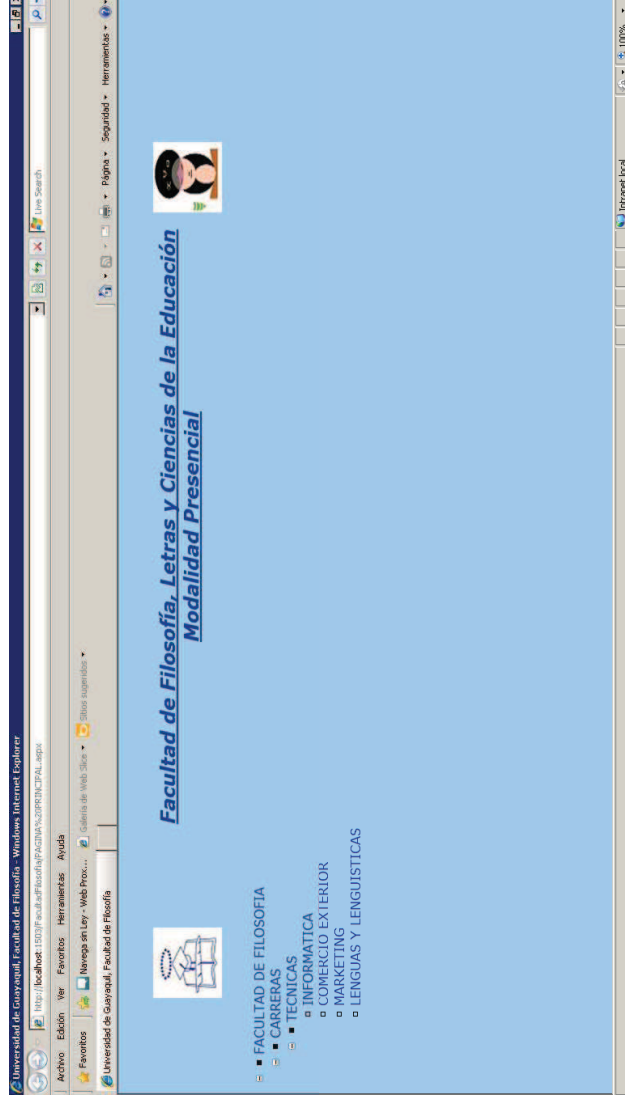 Universidad de Guayaquil, Facultad de Filosofia - Windows Internet Explorer
http://localhost:1503/FacultadFilosofia/PAGINA%20PRINCIPAL.aspx
Live Search
Archivo Edición Ver Favoritos Herramientas Ayuda
Favoritos Navega sin Ley - Web Prox... Galería de Web Slice Sitios sugeridos
Universidad de Guayaquil, Facultad de Filosofia
Página Seguridad Herramientas
Facultad de Filosofía, Letras y Ciencias de la Educación
Modalidad Presencial
FACULTAD DE FILOSOFIA
CARRERAS
TECNICAS
INFORMATICA
COMERCIO EXTERIOR
MARKETING
LENGUAS Y LENGUISTICAS
Intranet local
100%